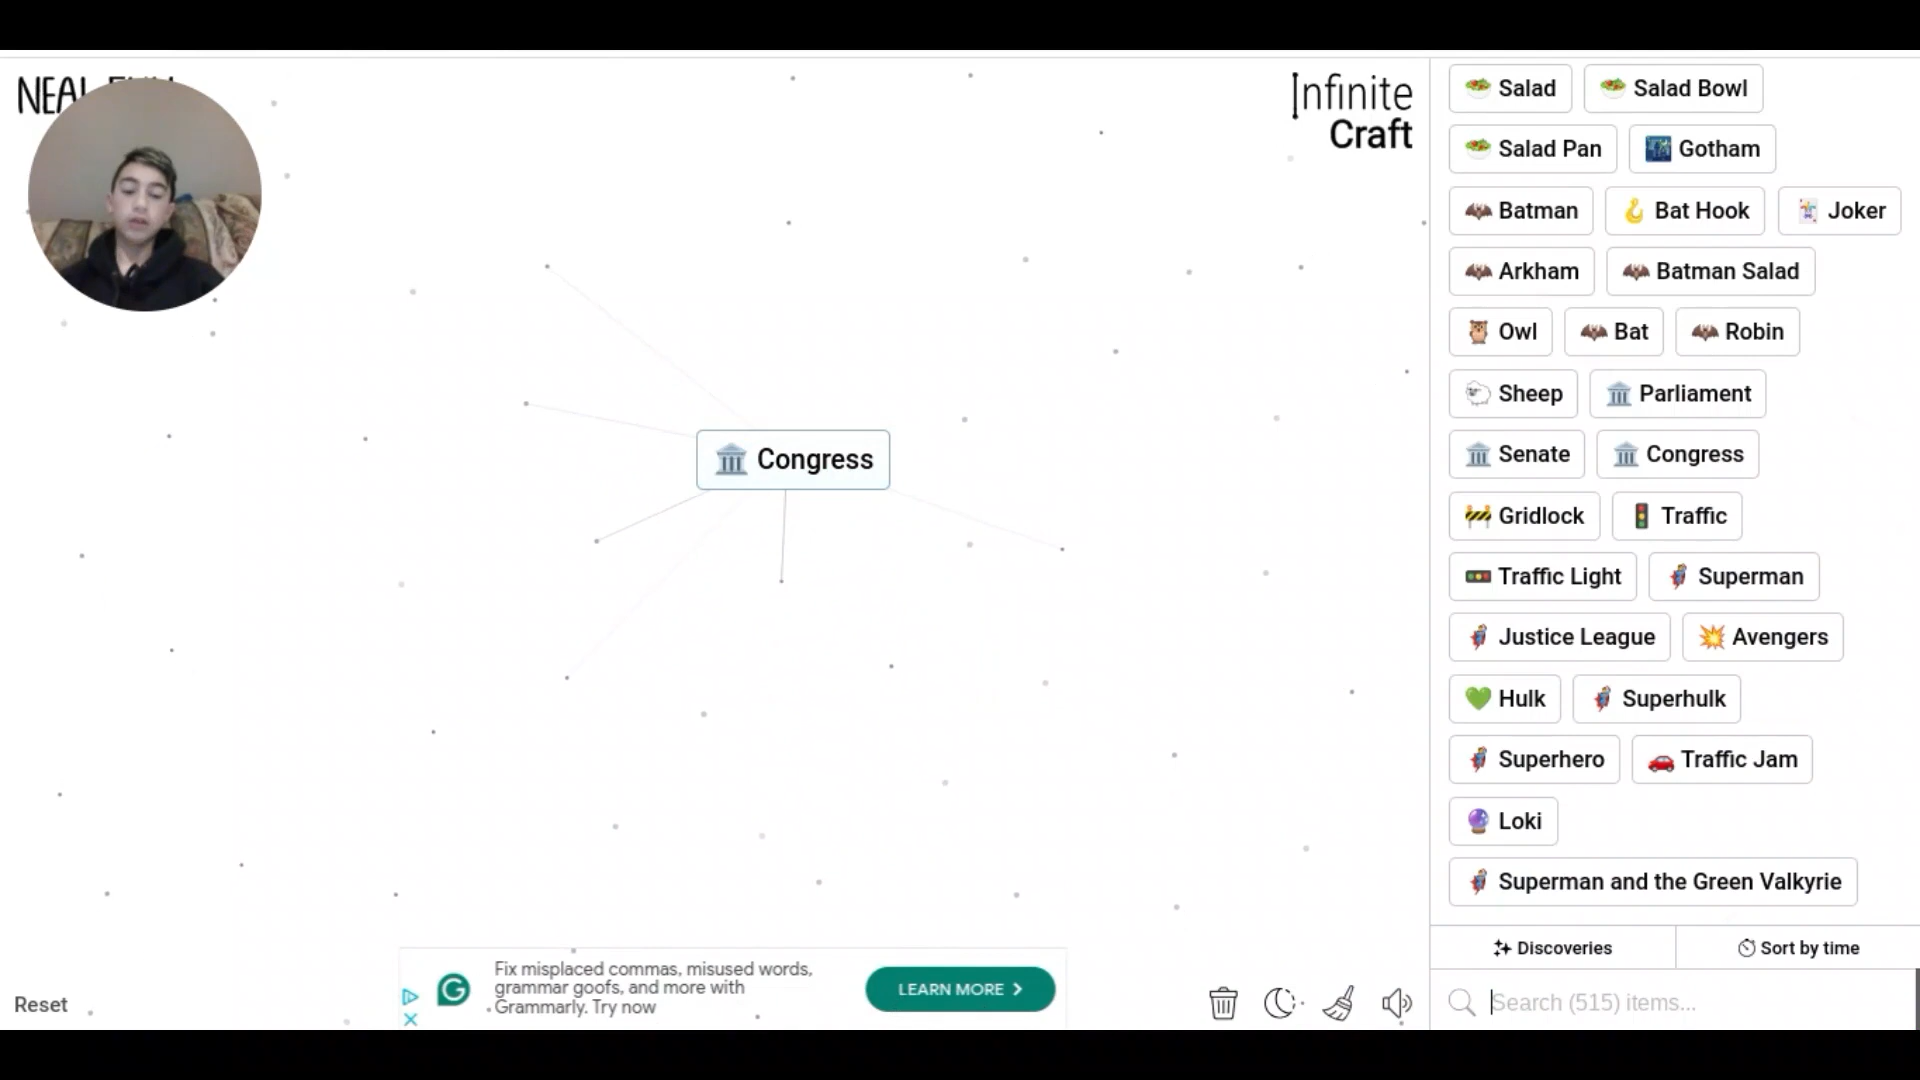 NEAL
Infinite
Craft
Salad
Salad Bowl
Salad Pan
Gotham
Batman
Bat Hook
Joker
Arkham
Batman Salad
Owl
Bat
Robin
Sheep
Parliament
Senate
Congress
Gridlock
Traffic
Traffic Light
Superman
Justice League
Avengers
Hulk
Superhulk
Superhero
Traffic Jam
Loki
Superman and the Green Valkyrie
Congress
Discoveries
Sort by time
Search (515) items...
Fix misplaced commas, misused words,
grammar goofs, and more with
Grammarly. Try now
LEARN MORE
Reset